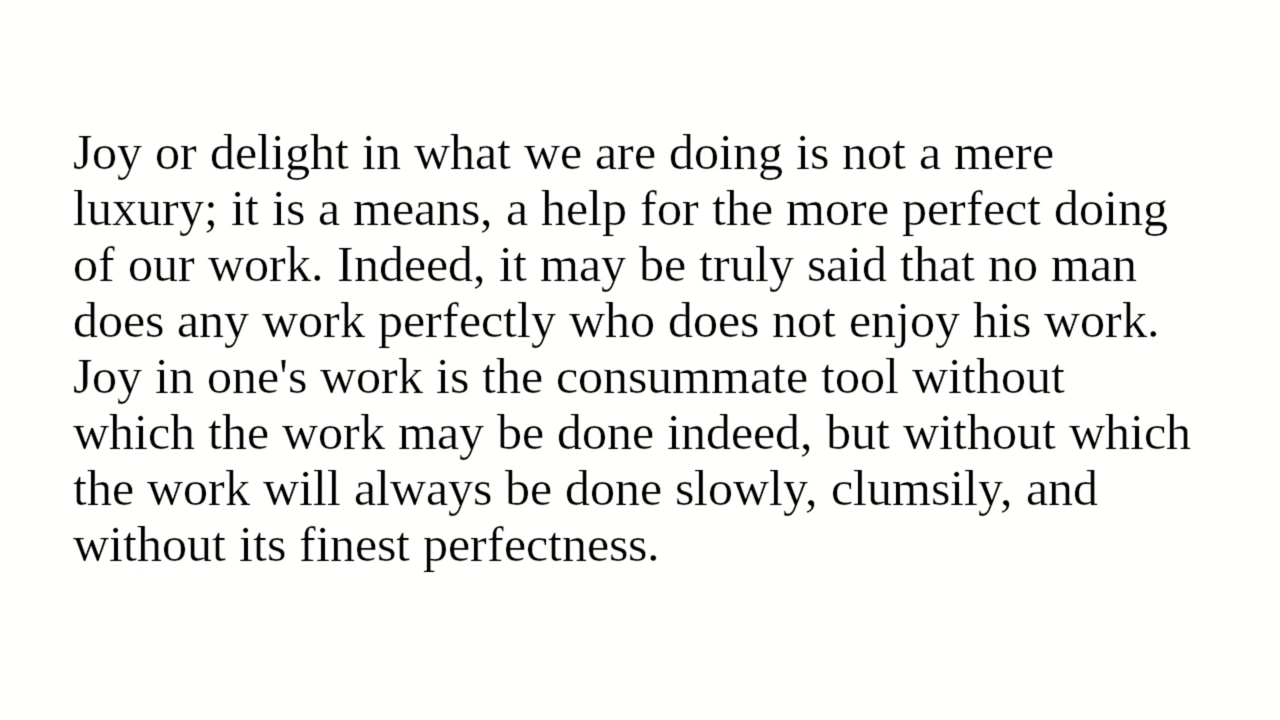 Joy or delight in what we are doing is not a mere
luxury; it is a means, a help for the more perfect doing
of our work. Indeed, it may be truly said that no man
does any work perfectly who does not enjoy his work.
Joy in one's work is the consummate tool without
which the work may be done indeed, but without which
the work will always be done slowly, clumsily, and
without its finest perfectness.